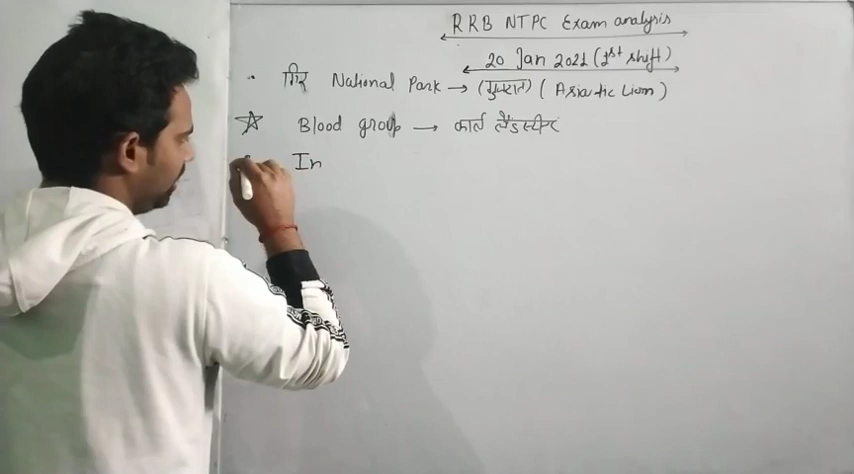 RRB NTPC Exam analysis
20 Jan 2021 (1st shift)
गिर National Park → (गुजरात) (Asiatic Lion)
Blood group → कार्ल लैंडस्टीनर
In